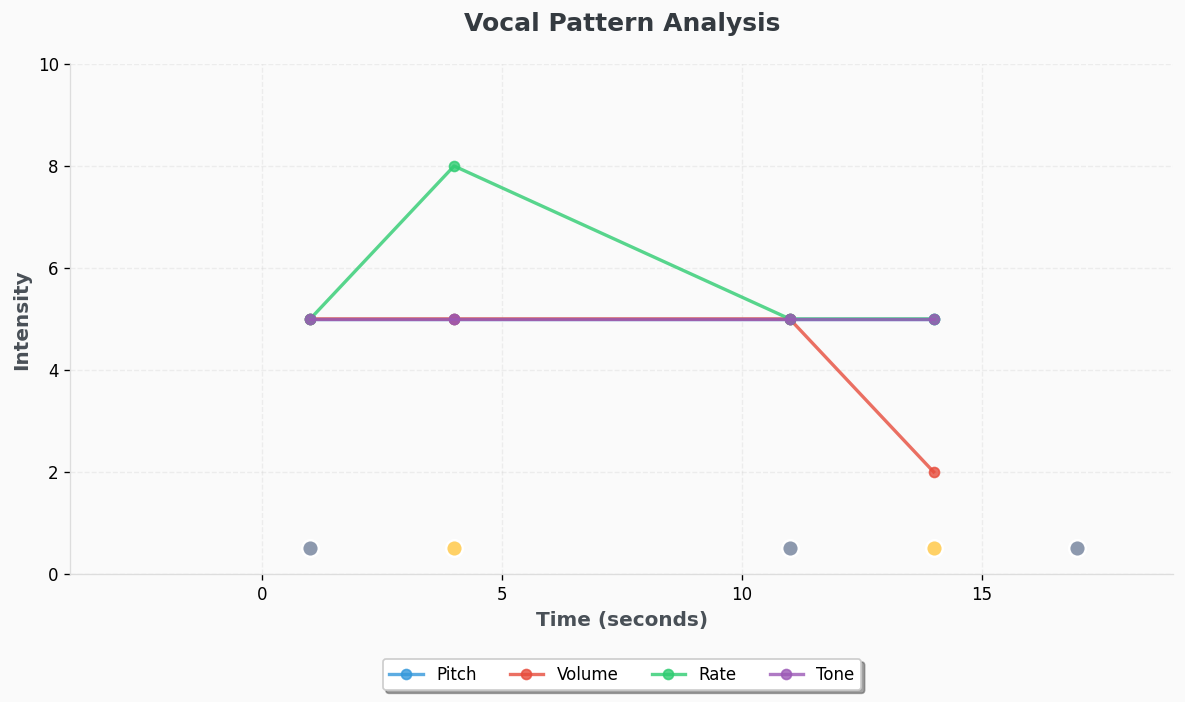 Vocal Pattern Analysis
10
8
6
4
2
0
Intensity
0 5 10 15
Time (seconds)
Pitch Volume Rate Tone